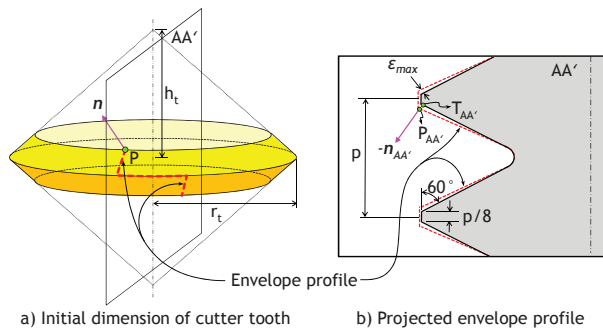 AA‘
n
h_t
P
r_t
Envelope profile
a) Initial dimension of cutter tooth
AA‘
ε_max
T_AA‘
P_AA‘
-n_AA‘
p
60°
p/8
b) Projected envelope profile